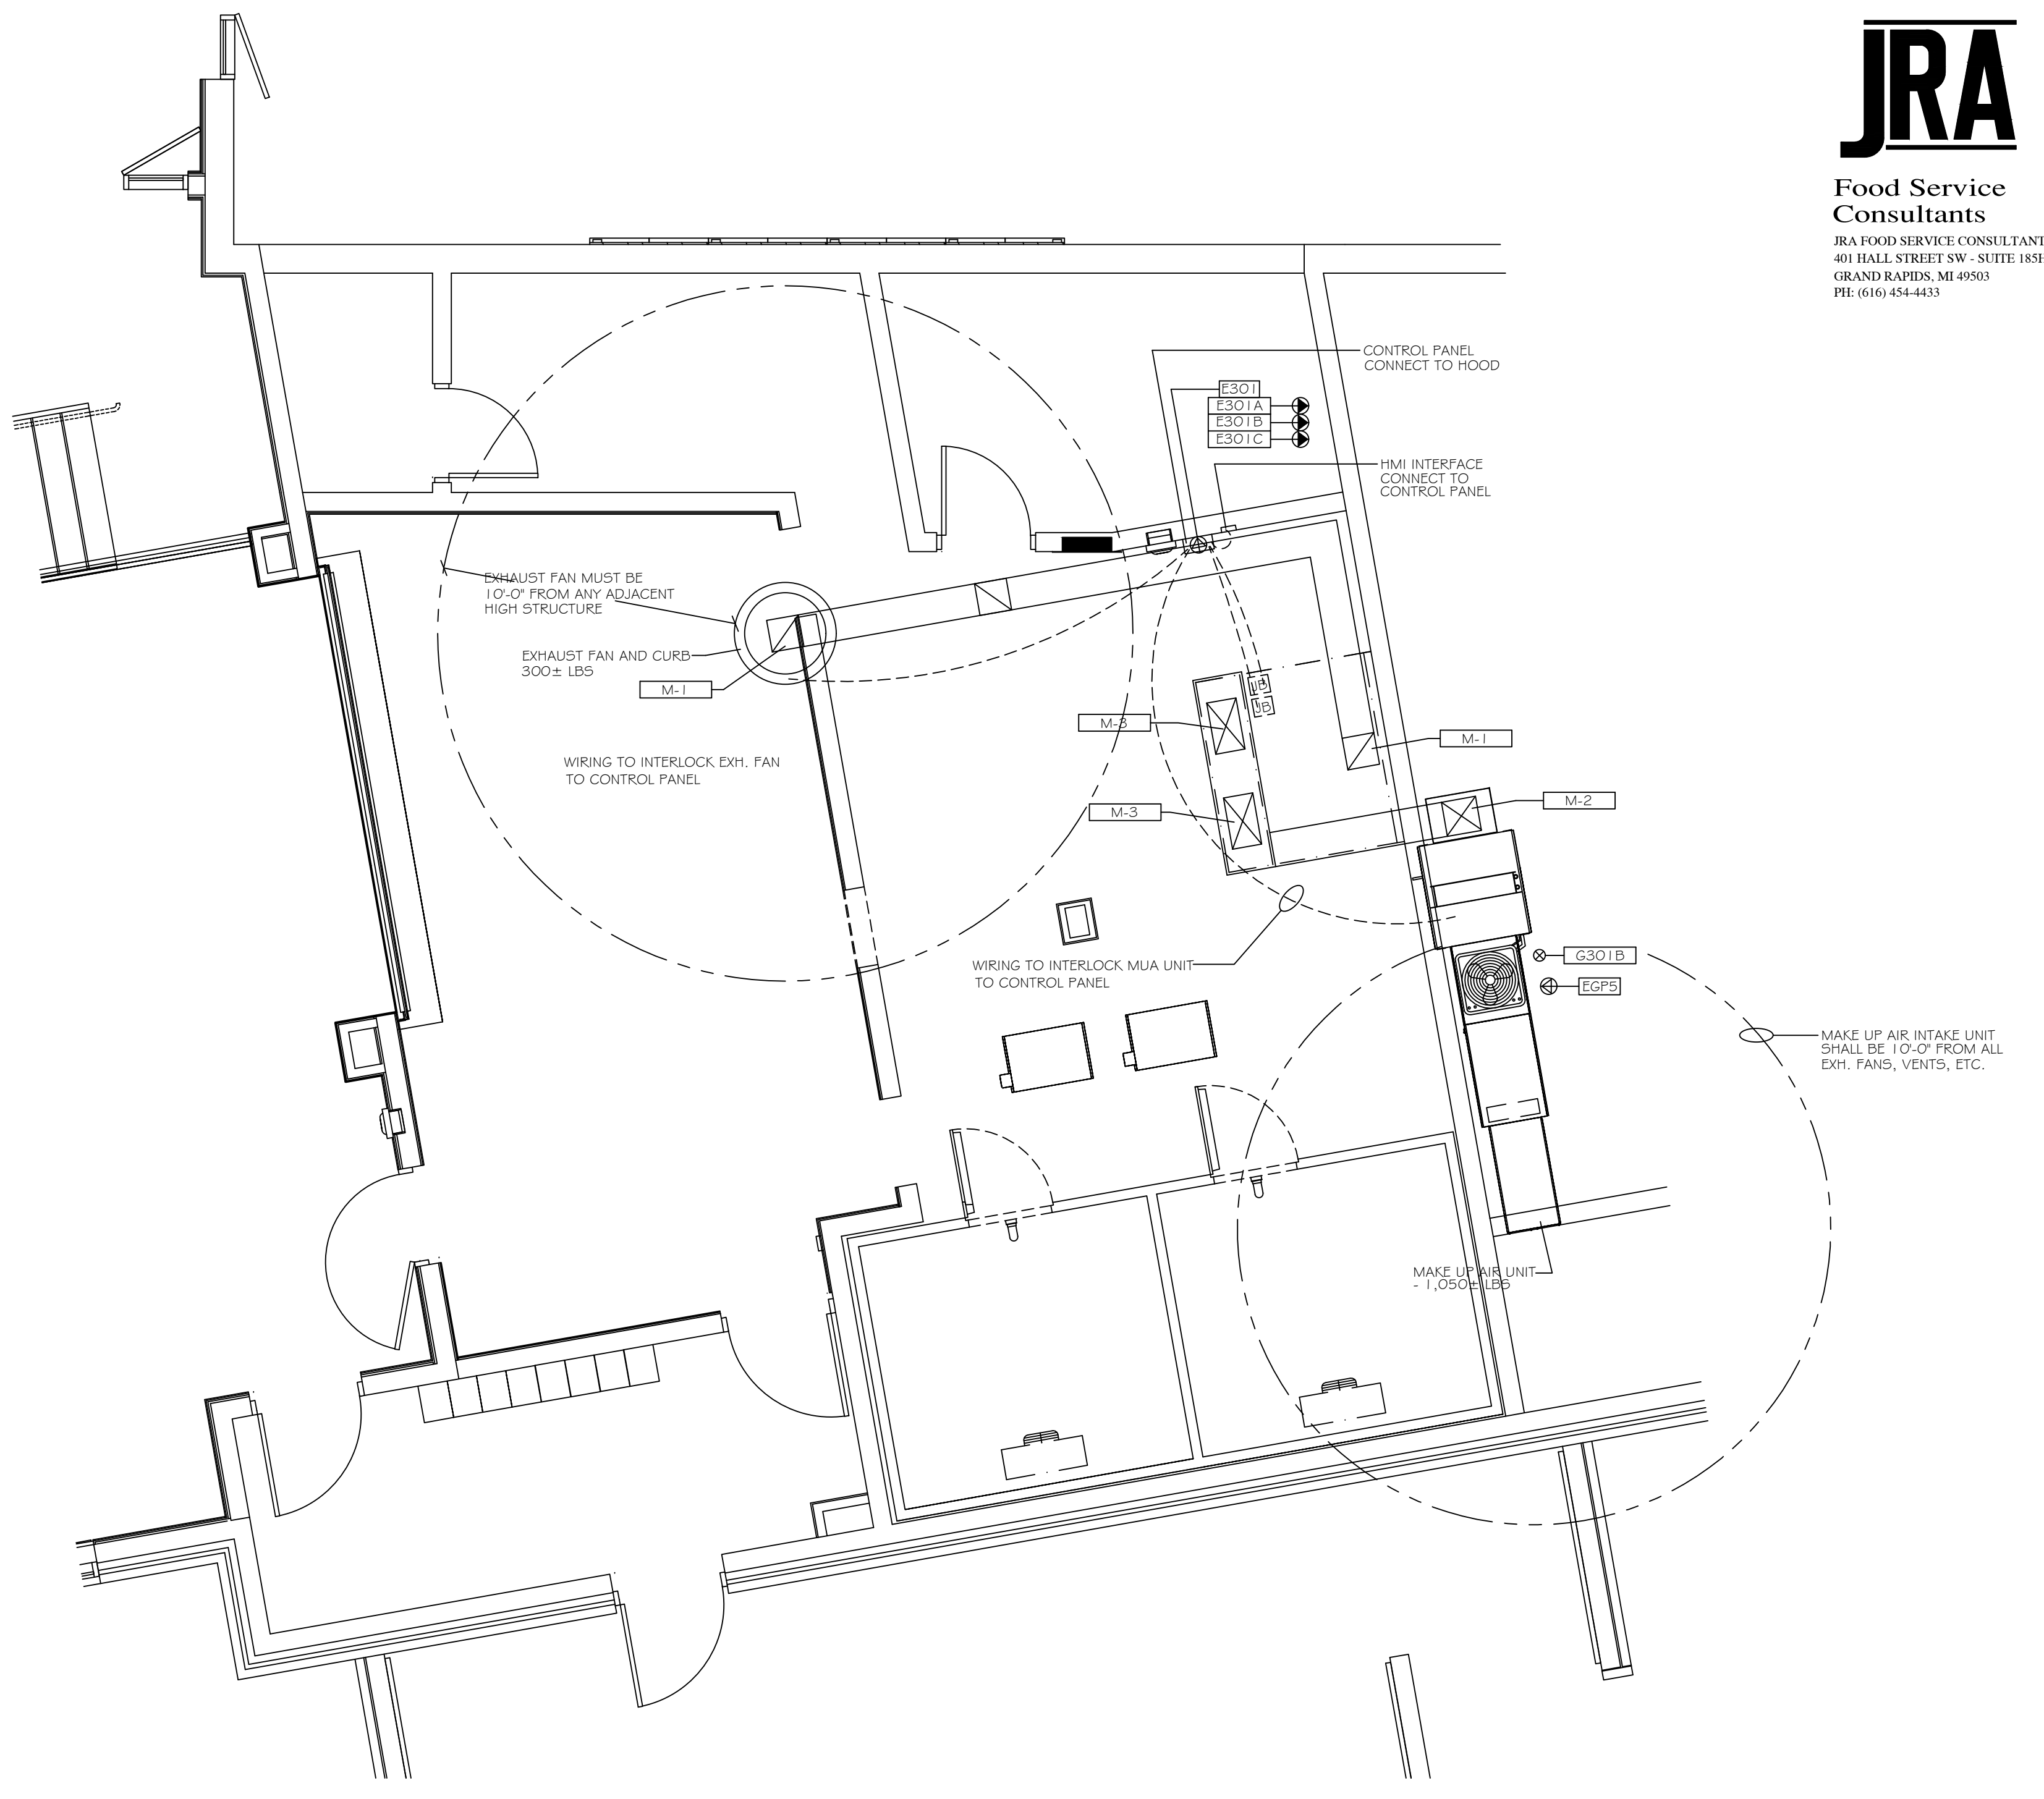 JRA
Food Service
Consultants
JRA FOOD SERVICE CONSULTANT
401 HALL STREET SW - SUITE 185H
GRAND RAPIDS, MI 49503
PH: (616) 454-4433
CONTROL PANEL
CONNECT TO HOOD
E301
E301A
E301B
E301C
HMI INTERFACE
CONNECT TO
CONTROL PANEL
EXHAUST FAN MUST BE
10'-0" FROM ANY ADJACENT
HIGH STRUCTURE
EXHAUST FAN AND CURB
300± LBS
M-1
JB
JB
M-3
M-1
WIRING TO INTERLOCK EXH. FAN
TO CONTROL PANEL
M-3
M-2
WIRING TO INTERLOCK MUA UNIT
TO CONTROL PANEL
G301B
EGP5
MAKE UP AIR INTAKE UNIT
SHALL BE 10'-0" FROM ALL
EXH. FANS, VENTS, ETC.
MAKE UP AIR UNIT
- 1,050± LBS